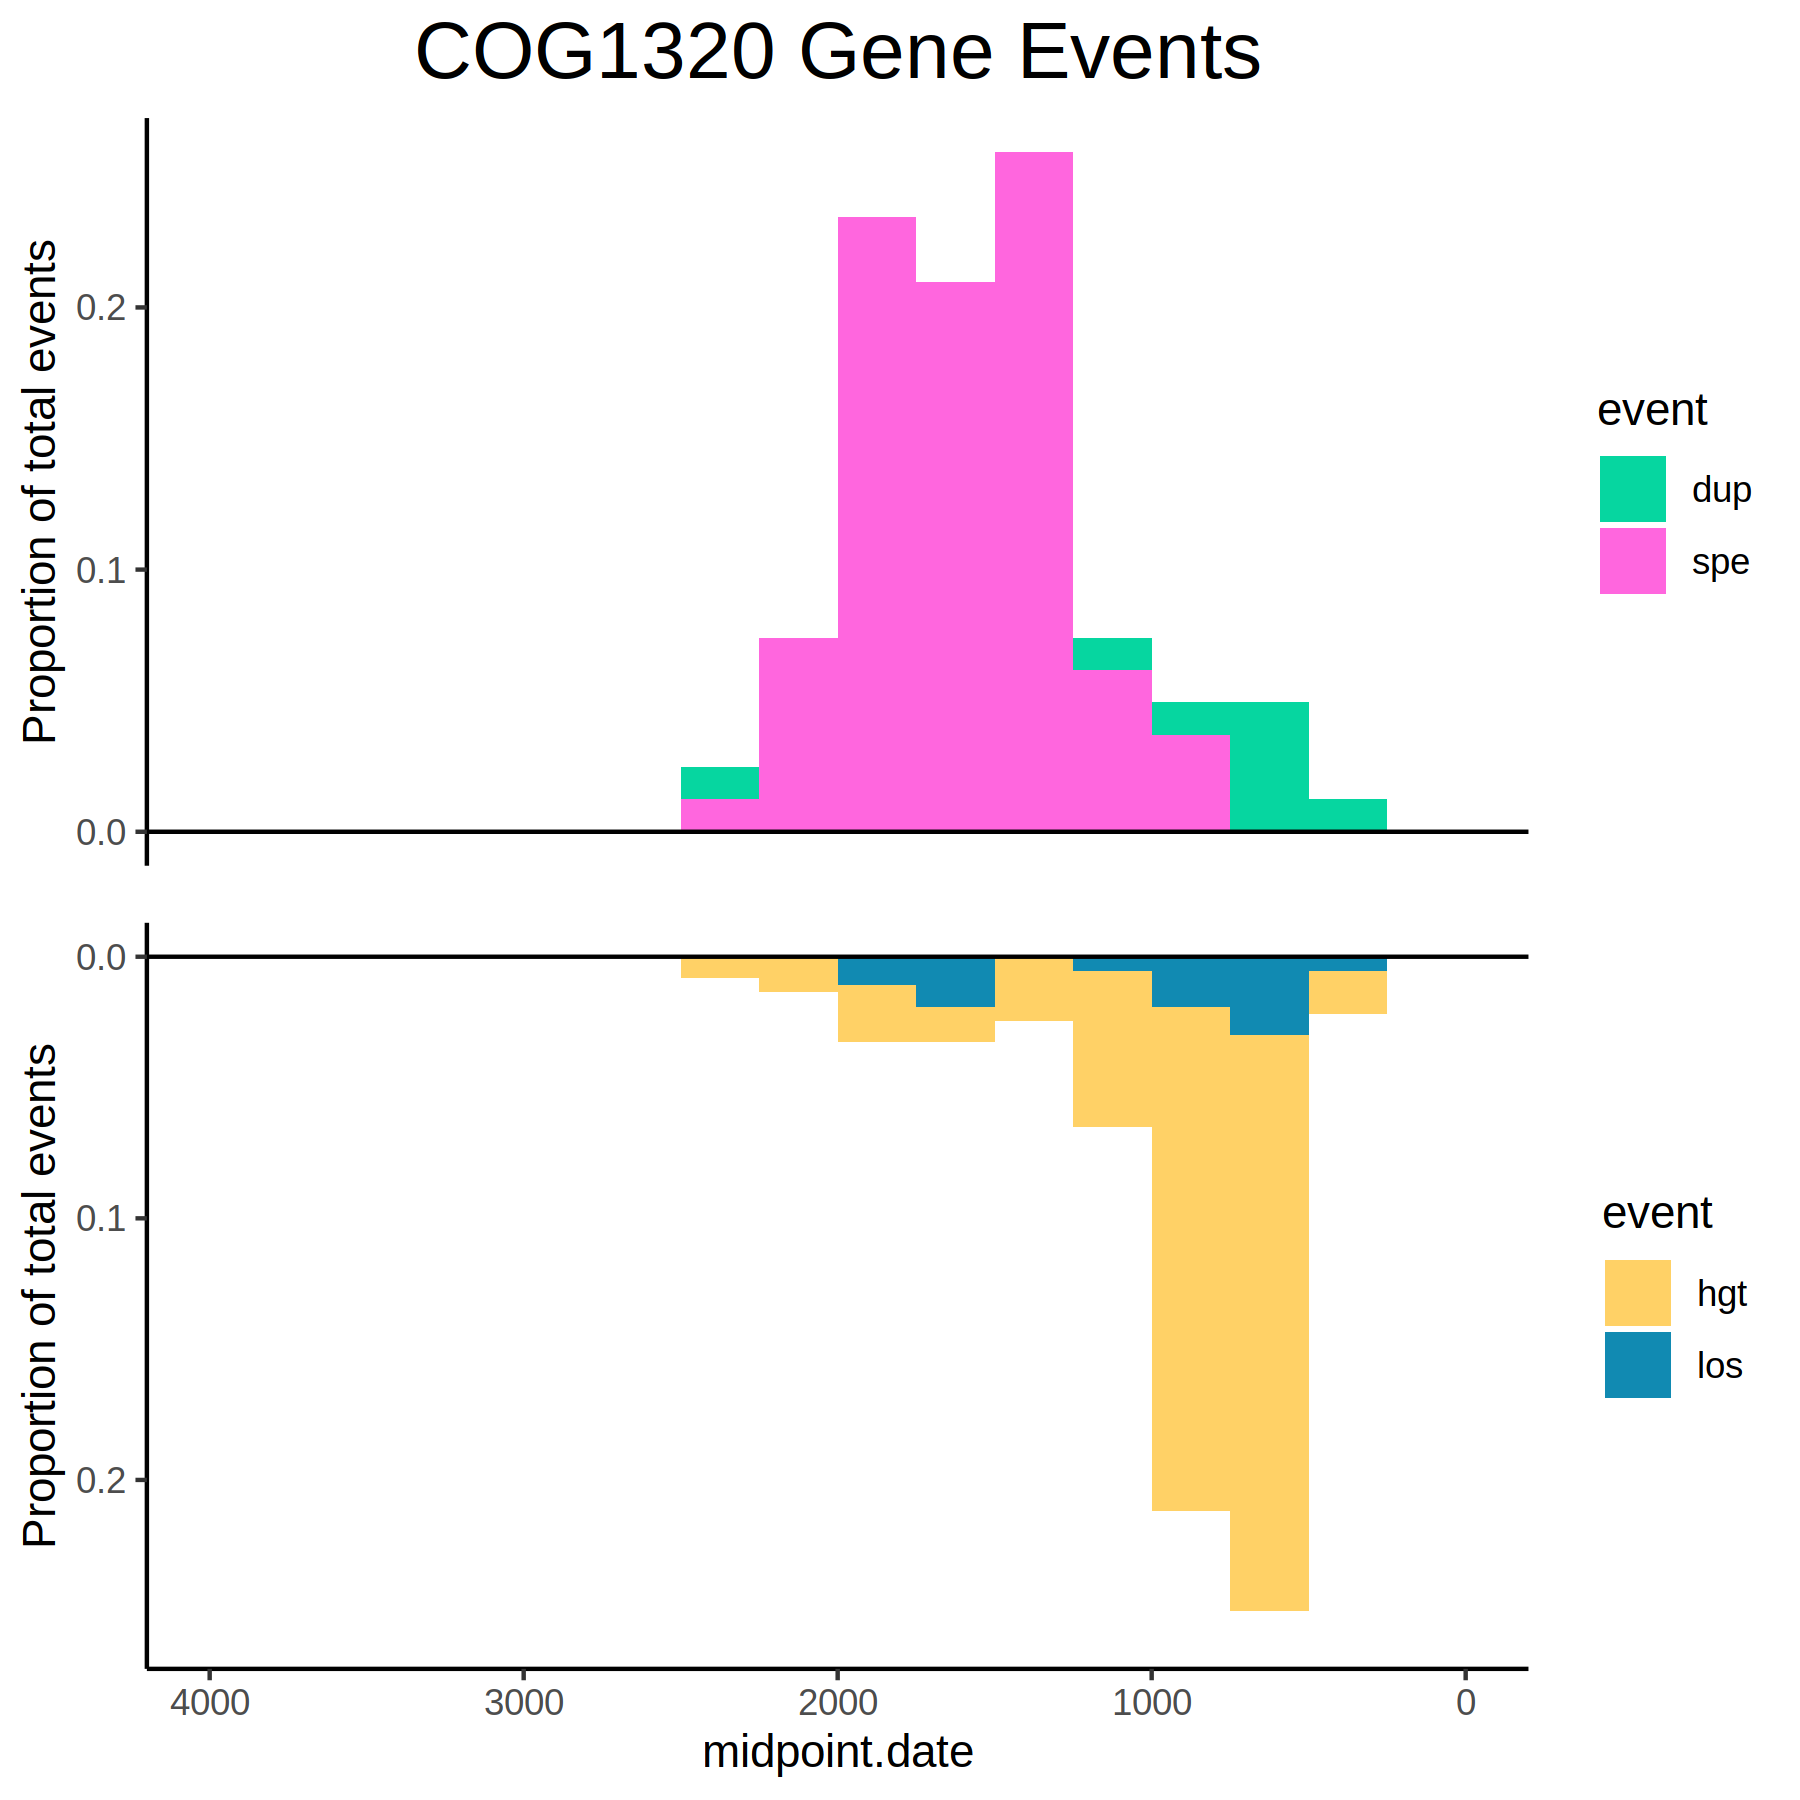 COG1320 Gene Events
Proportion of total events
0.2
0.1
0.0
event
dup
spe
Proportion of total events
0.0
0.1
0.2
event
hgt
los
4000 3000 2000 1000 0
midpoint.date